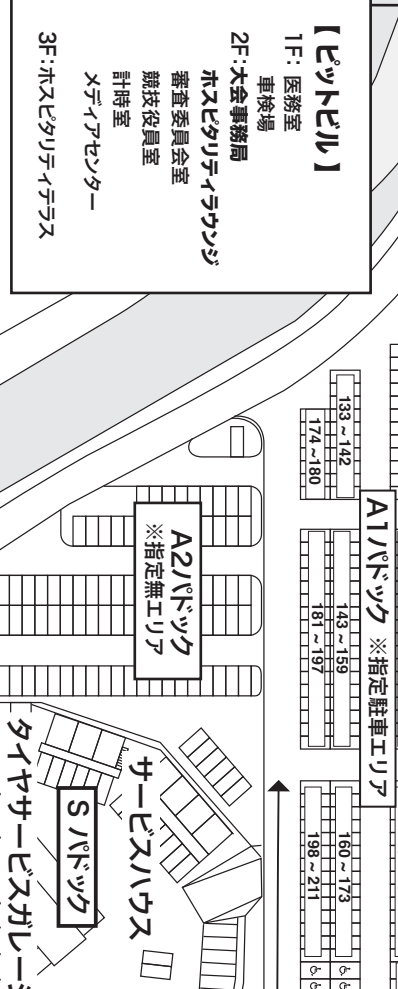 【ピットビル】
1F: 医務室
車検場
2F:大会事務局
ホスピタリティラウンジ
審査委員会室
競技役員室
計時室
メディアセンター
3F:ホスピタリティテラス
A1パドック ※指定駐車エリア
133~142
174~180
143~159
181~197
160~173
198~211
A2パドック
※指定無エリア
サービスハウス
S パドック
タイヤサービスガレージ